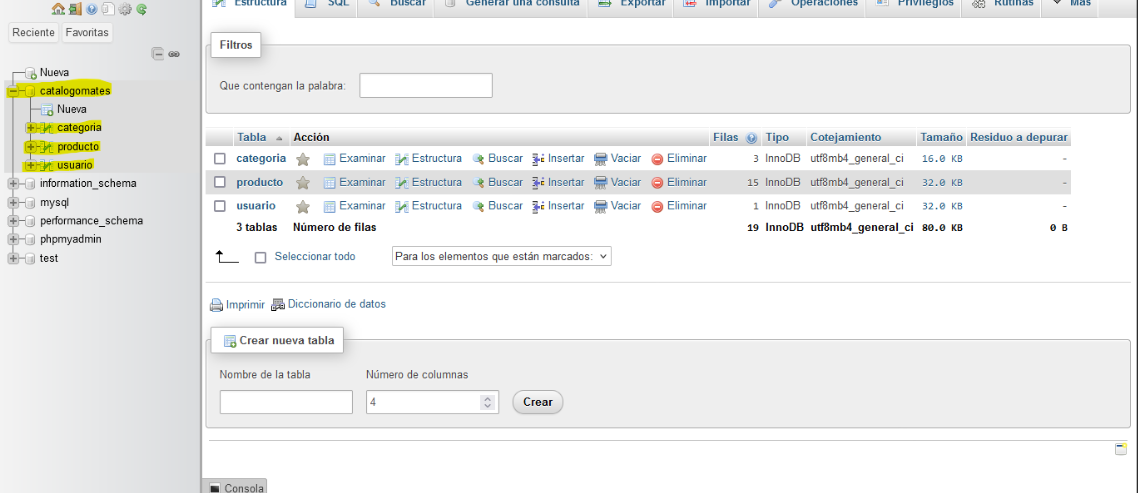 Estructura SQL Buscar Generar una consulta Exportar Importar Operaciones Privilegios Rutinas Más
Reciente Favoritas
Nueva
catalogomates
Nueva
categoria
producto
usuario
information_schema
mysql
performance_schema
phpmyadmin
test
Filtros
Que contengan la palabra:
Tabla Acción Filas Tipo Cotejamiento Tamaño Residuo a depurar
categoria Examinar Estructura Buscar Insertar Vaciar Eliminar 3 InnoDB utf8mb4_general_ci 16.0 KB -
producto Examinar Estructura Buscar Insertar Vaciar Eliminar 15 InnoDB utf8mb4_general_ci 32.0 KB -
usuario Examinar Estructura Buscar Insertar Vaciar Eliminar 1 InnoDB utf8mb4_general_ci 32.0 KB -
3 tablas Número de filas 19 InnoDB utf8mb4_general_ci 80.0 KB 0 B
Seleccionar todo Para los elementos que están marcados:
Imprimir Diccionario de datos
Crear nueva tabla
Nombre de la tabla Número de columnas
4 Crear
Consola